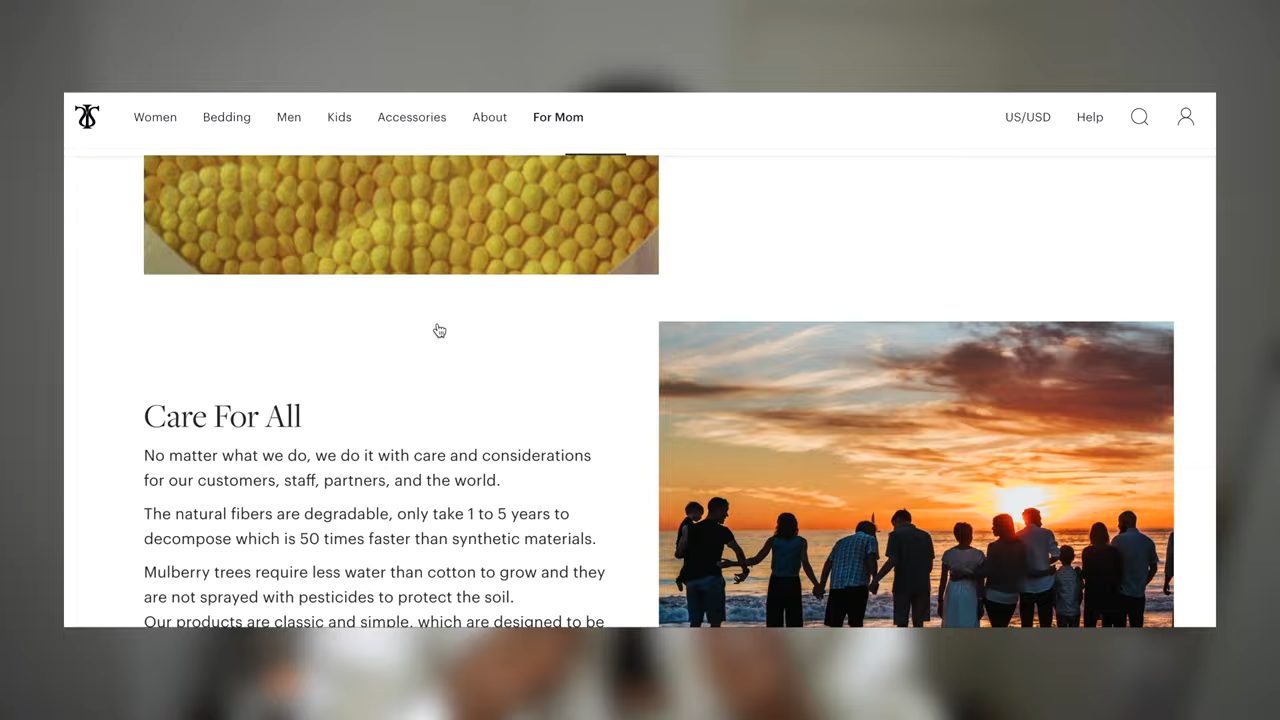 Women Bedding Men Kids Accessories About For Mom US/USD Help
Care For All
No matter what we do, we do it with care and considerations
for our customers, staff, partners, and the world.
The natural fibers are degradable, only take 1 to 5 years to
decompose which is 50 times faster than synthetic materials.
Mulberry trees require less water than cotton to grow and they
are not sprayed with pesticides to protect the soil.
Our products are classic and simple, which are designed to be